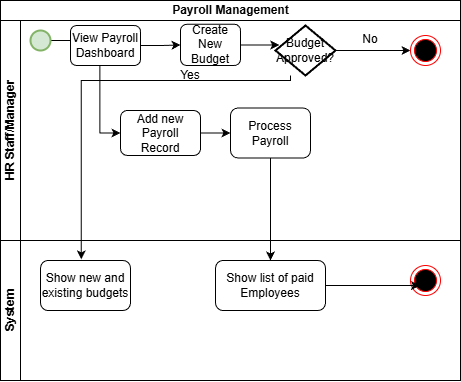 Payroll Management
HR Staff/Manager
View Payroll
Dashboard
Create
New
Budget
Budget
Approved?
No
Yes
Add new
Payroll
Record
Process
Payroll
System
Show new and
existing budgets
Show list of paid
Employees